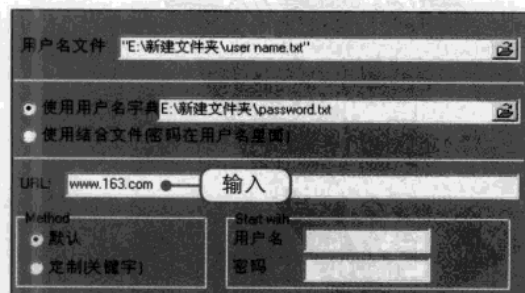 用户名文件 "E:\新建文件夹\user name.txt"
使用用户名字典 E:\新建文件夹\password.txt
使用结合文件(密码在用户名里面)
URL: www.163.com 输入
Method
默认
定制(关键字)
Start with
用户名
密码